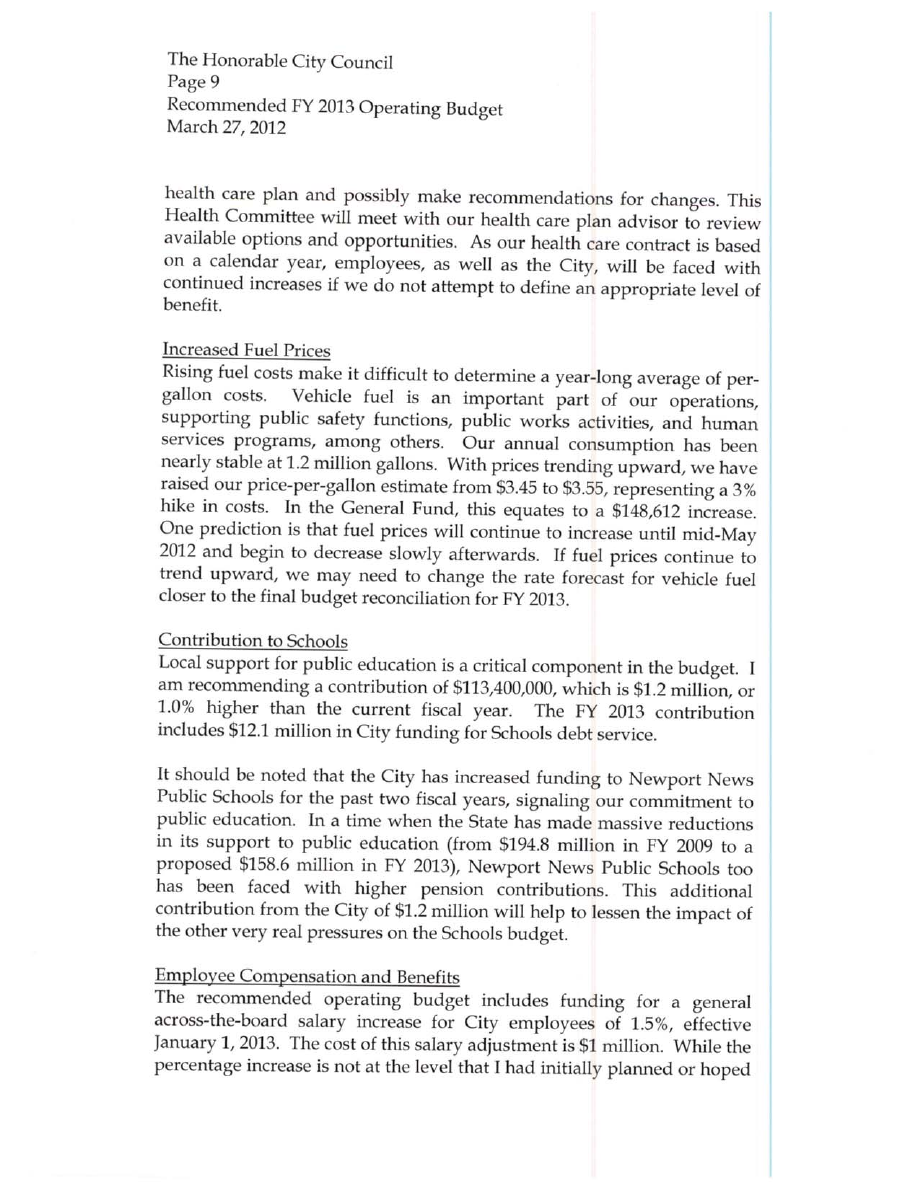 The Honorable City Council
Page 9
Recommended FY 2013 Operating Budget
March 27, 2012
health care plan and possibly make recommendations for changes. This
Health Committee will meet with our health care plan advisor to review
available options and opportunities. As our health care contract is based
on a calendar year, employees, as well as the City, will be faced with
continued increases if we do not attempt to define an appropriate level of
benefit.
Increased Fuel Prices
Rising fuel costs make it difficult to determine a year-long average of per-
gallon costs. Vehicle fuel is an important part of our operations,
supporting public safety functions, public works activities, and human
services programs, among others. Our annual consumption has been
nearly stable at 1.2 million gallons. With prices trending upward, we have
raised our price-per-gallon estimate from $3.45 to $3.55, representing a 3%
hike in costs. In the General Fund, this equates to a $148,612 increase.
One prediction is that fuel prices will continue to increase until mid-May
2012 and begin to decrease slowly afterwards. If fuel prices continue to
trend upward, we may need to change the rate forecast for vehicle fuel
closer to the final budget reconciliation for FY 2013.
Contribution to Schools
Local support for public education is a critical component in the budget. I
am recommending a contribution of $113,400,000, which is $1.2 million, or
1.0% higher than the current fiscal year. The FY 2013 contribution
includes $12.1 million in City funding for Schools debt service.
It should be noted that the City has increased funding to Newport News
Public Schools for the past two fiscal years, signaling our commitment to
public education. In a time when the State has made massive reductions
in its support to public education (from $194.8 million in FY 2009 to a
proposed $158.6 million in FY 2013), Newport News Public Schools too
has been faced with higher pension contributions. This additional
contribution from the City of $1.2 million will help to lessen the impact of
the other very real pressures on the Schools budget.
Employee Compensation and Benefits
The recommended operating budget includes funding for a general
across-the-board salary increase for City employees of 1.5%, effective
January 1, 2013. The cost of this salary adjustment is $1 million. While the
percentage increase is not at the level that I had initially planned or hoped